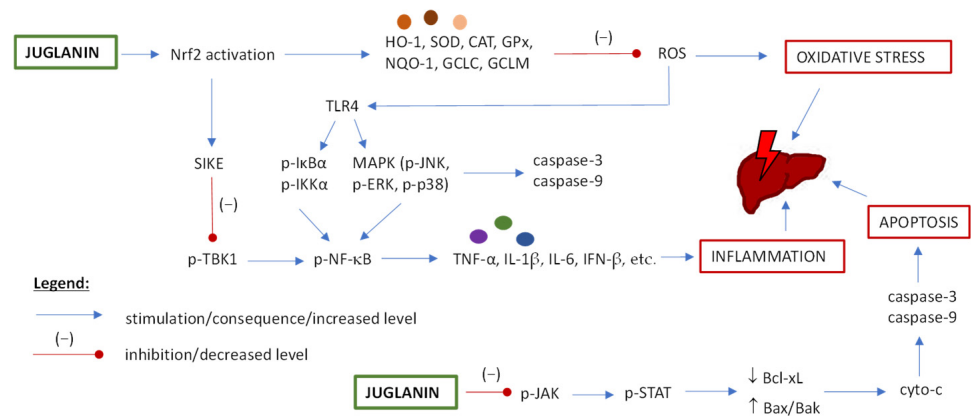 JUGLANIN
Nrf2 activation
HO-1, SOD, CAT, GPx,
NQO-1, GCLC, GCLM
(−)
ROS
OXIDATIVE STRESS
TLR4
SIKE
(−)
p-IκBα
p-IKKα
MAPK (p-JNK,
p-ERK, p-p38)
caspase-3
caspase-9
APOPTOSIS
p-TBK1
p-NF-κB
TNF-α, IL-1β, IL-6, IFN-β, etc.
INFLAMMATION
Legend:
stimulation/consequence/increased level
(−)
inhibition/decreased level
caspase-3
caspase-9
JUGLANIN
(−)
p-JAK
p-STAT
↓ Bcl-xL
↑ Bax/Bak
cyto-c